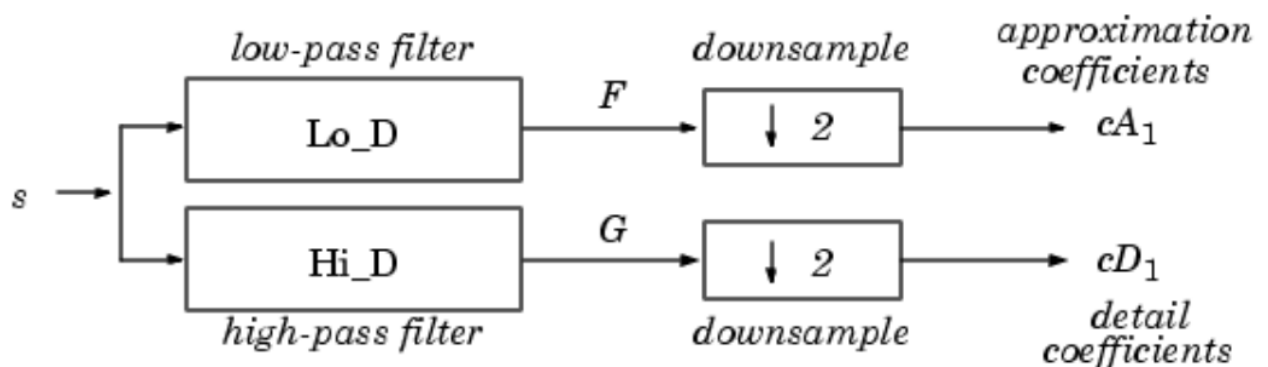 low-pass filter
downsample
approximation
coefficients
Lo_D
F
↓ 2
cA1
s
Hi_D
G
↓ 2
cD1
high-pass filter
downsample
detail
coefficients